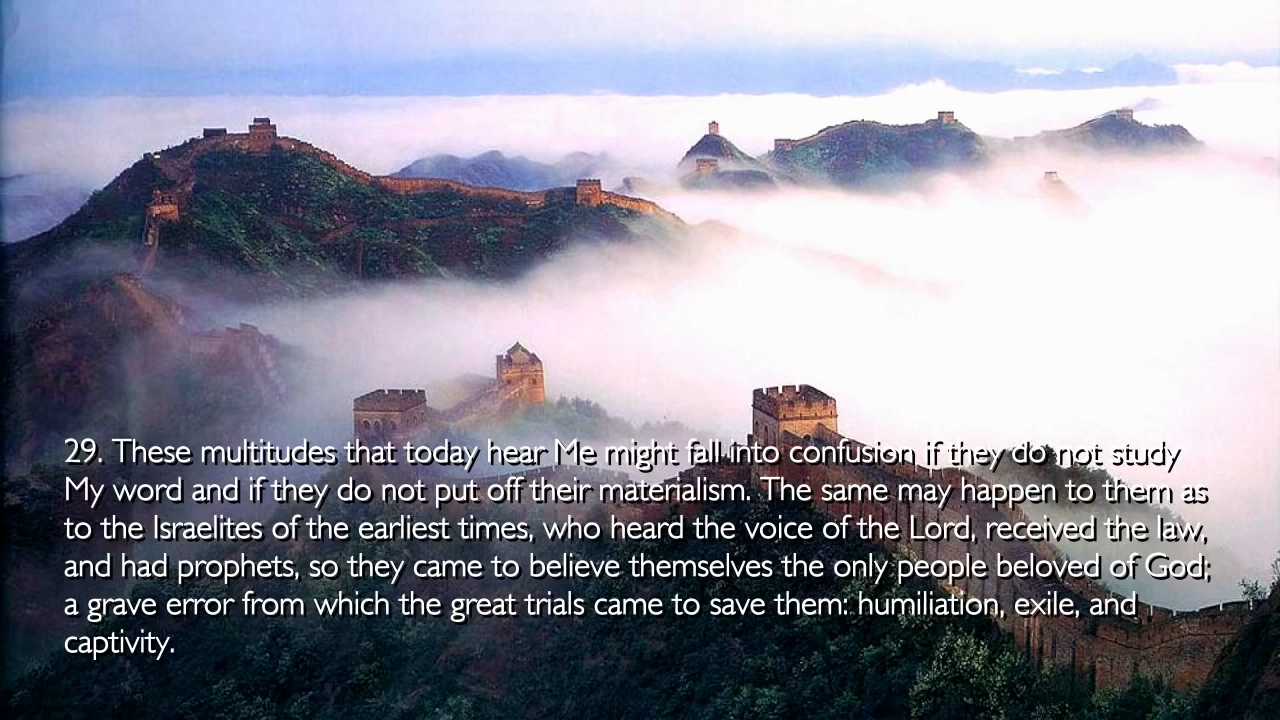 29. These multitudes that today hear Me might fall into confusion if they do not study
My word and if they do not put off their materialism. The same may happen to them as
to the Israelites of the earliest times, who heard the voice of the Lord, received the law,
and had prophets, so they came to believe themselves the only people beloved of God;
a grave error from which the great trials came to save them: humiliation, exile, and
captivity.